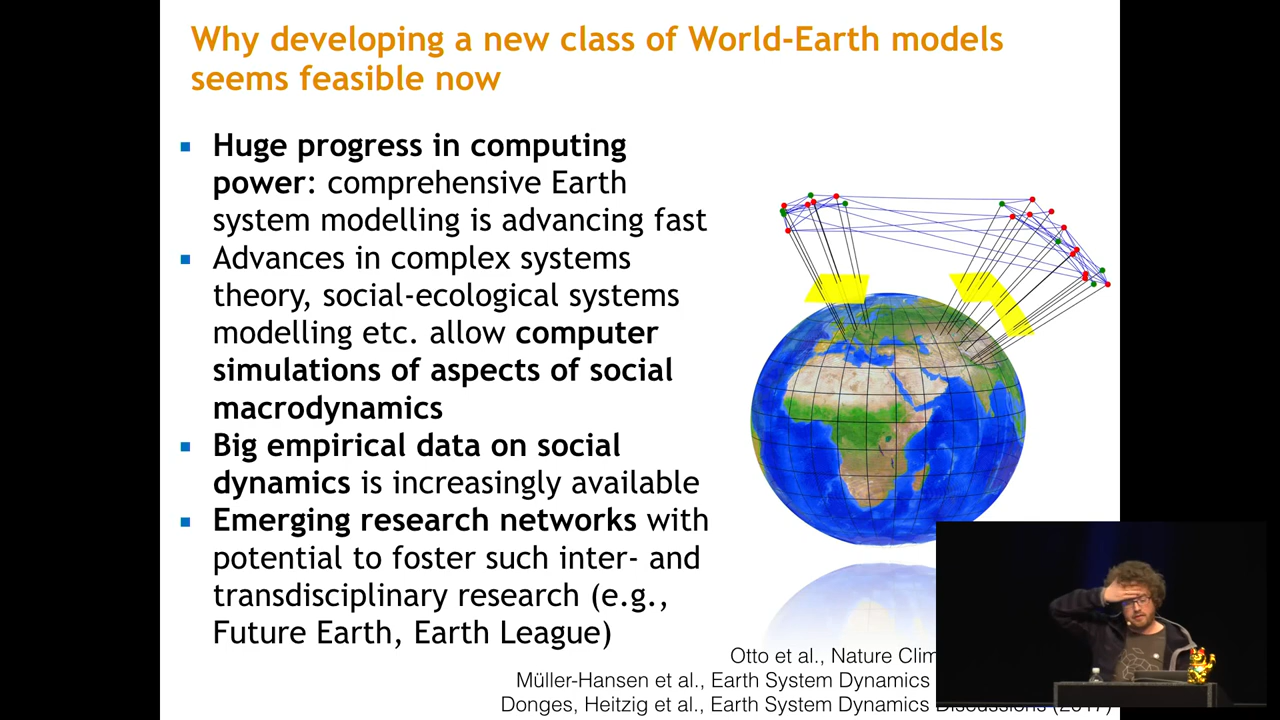 Why developing a new class of World-Earth models
seems feasible now
▪ Huge progress in computing
power: comprehensive Earth
system modelling is advancing fast
▪ Advances in complex systems
theory, social-ecological systems
modelling etc. allow computer
simulations of aspects of social
macrodynamics
▪ Big empirical data on social
dynamics is increasingly available
▪ Emerging research networks with
potential to foster such inter- and
transdisciplinary research (e.g.,
Future Earth, Earth League)
Otto et al., Nature Clim
Müller-Hansen et al., Earth System Dynamics
Donges, Heitzig et al., Earth System Dynamics